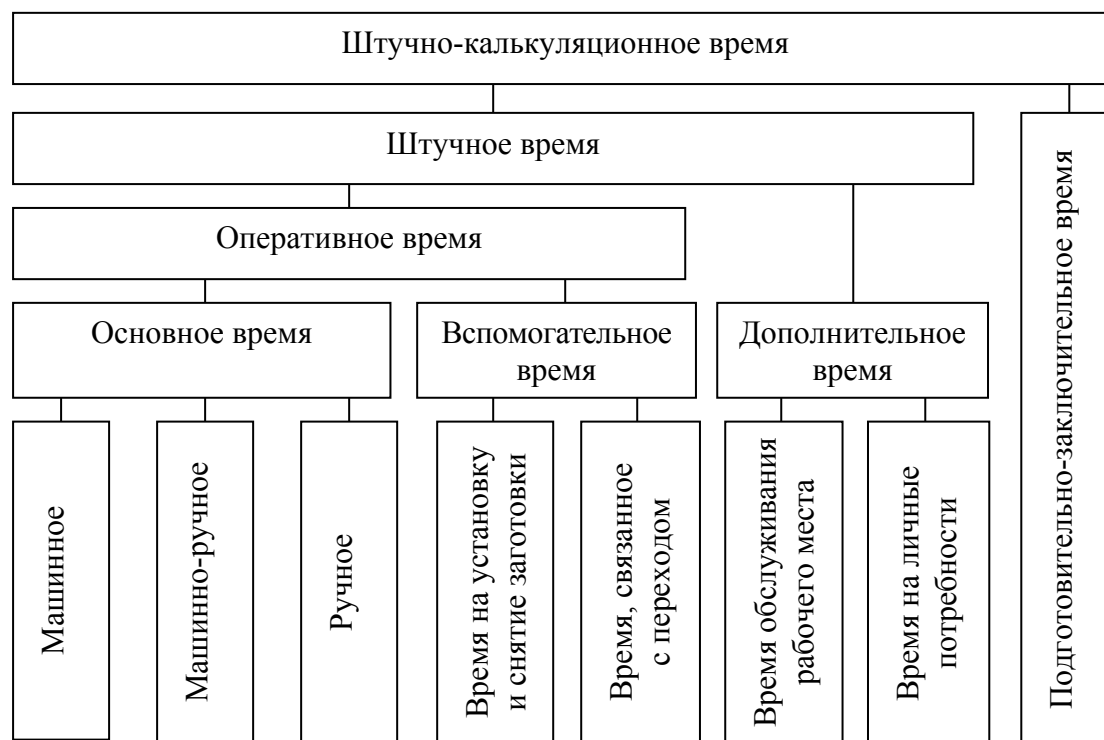 Штучно-калькуляционное время
Штучное время
Оперативное время
Основное время
Вспомогательное
время
Дополнительное
время
Машинное
Машинно-ручное
Ручное
Время на установку
и снятие заготовки
Время, связанное
с переходом
Время обслуживания
рабочего места
Время на личные
потребности
Подготовительно-заключительное время